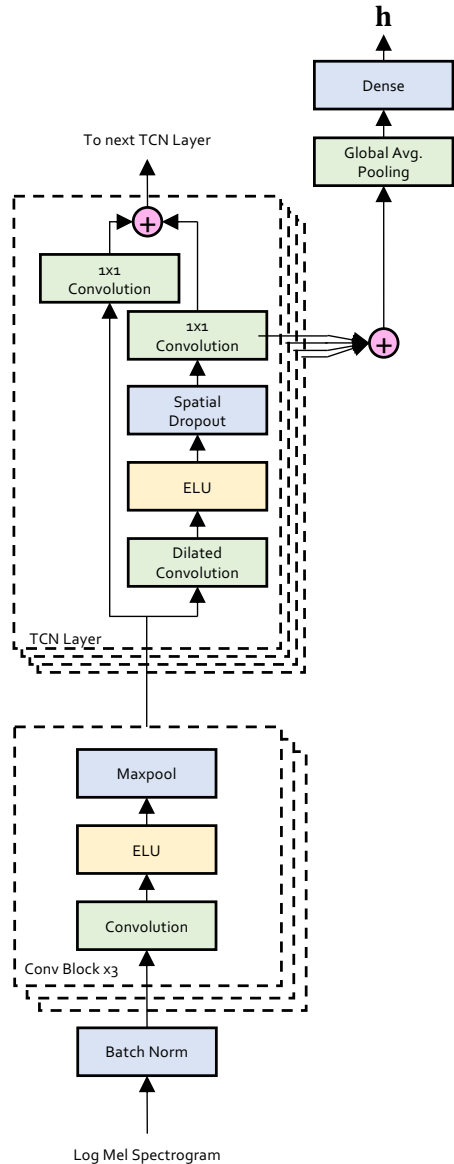 h
Dense
Global Avg.
Pooling
To next TCN Layer
+
1x1
Convolution
1x1
Convolution
+
Spatial
Dropout
ELU
Dilated
Convolution
TCN Layer
Maxpool
ELU
Convolution
Conv Block x3
Batch Norm
Log Mel Spectrogram